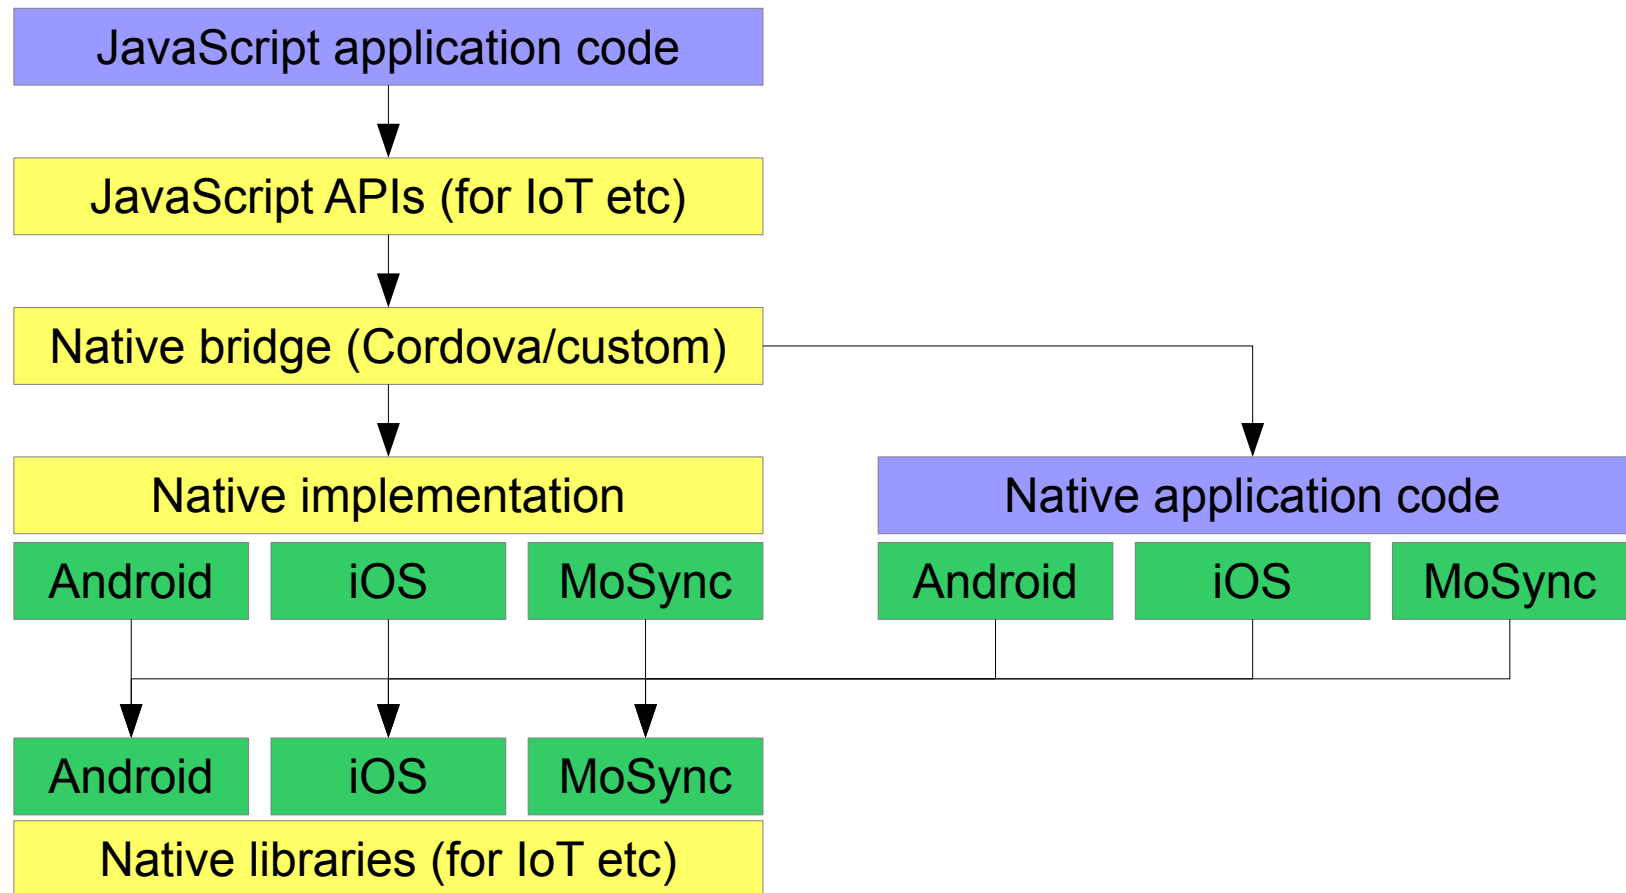 JavaScript application code
JavaScript APIs (for IoT etc)
Native bridge (Cordova/custom)
Native implementation
Native application code
Android
iOS
MoSync
Android
iOS
MoSync
Android
iOS
MoSync
Native libraries (for IoT etc)